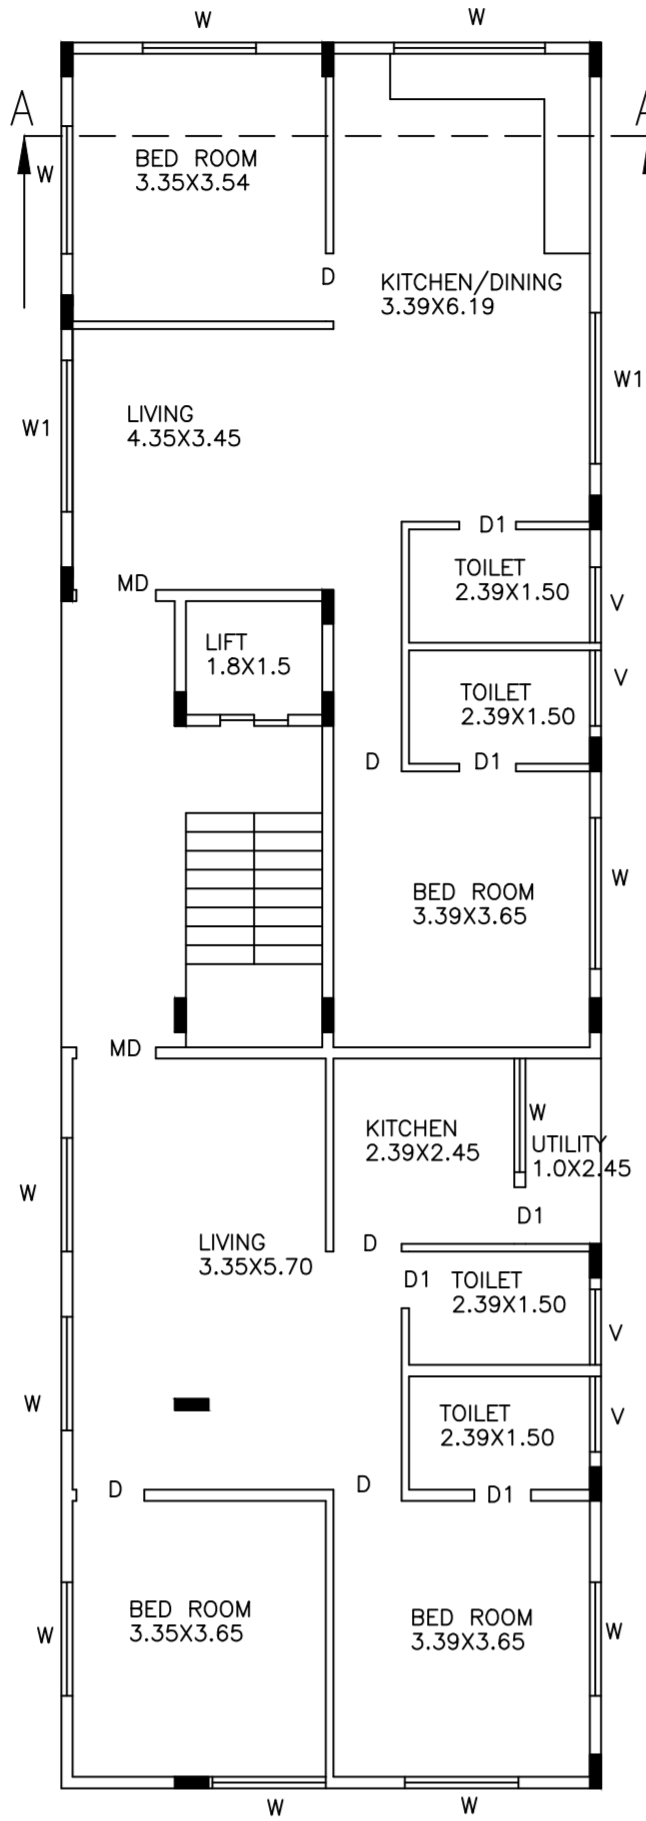 W
W
A
A
W
BED ROOM
3.35X3.54
D
KITCHEN/DINING
3.39X6.19
W1
W1
LIVING
4.35X3.45
D1
TOILET
2.39X1.50
MD
V
LIFT
1.8X1.5
TOILET
2.39X1.50
V
D
D1
BED ROOM
3.39X3.65
W
MD
KITCHEN
2.39X2.45
W
UTILITY
1.0X2.45
W
D1
LIVING
3.35X5.70
D
D1
TOILET
2.39X1.50
V
W
TOILET
2.39X1.50
V
D
D
D1
BED ROOM
3.35X3.65
BED ROOM
3.39X3.65
W
W
W
W